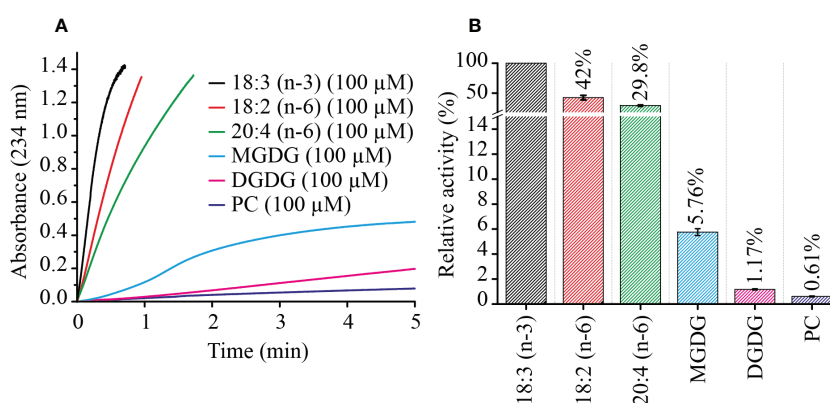 A
Absorbance (234 nm)
1.4
1.2
1.0
0.8
0.6
0.4
0.2
0.0
0 1 2 3 4 5
Time (min)
18:3 (n-3) (100 µM)
18:2 (n-6) (100 µM)
20:4 (n-6) (100 µM)
MGDG (100 µM)
DGDG (100 µM)
PC (100 µM)
B
Relative activity (%)
100
50
14
12
10
8
6
4
2
0
42%
29.8%
5.76%
1.17%
0.61%
18:3 (n-3)
18:2 (n-6)
20:4 (n-6)
MGDG
DGDG
PC